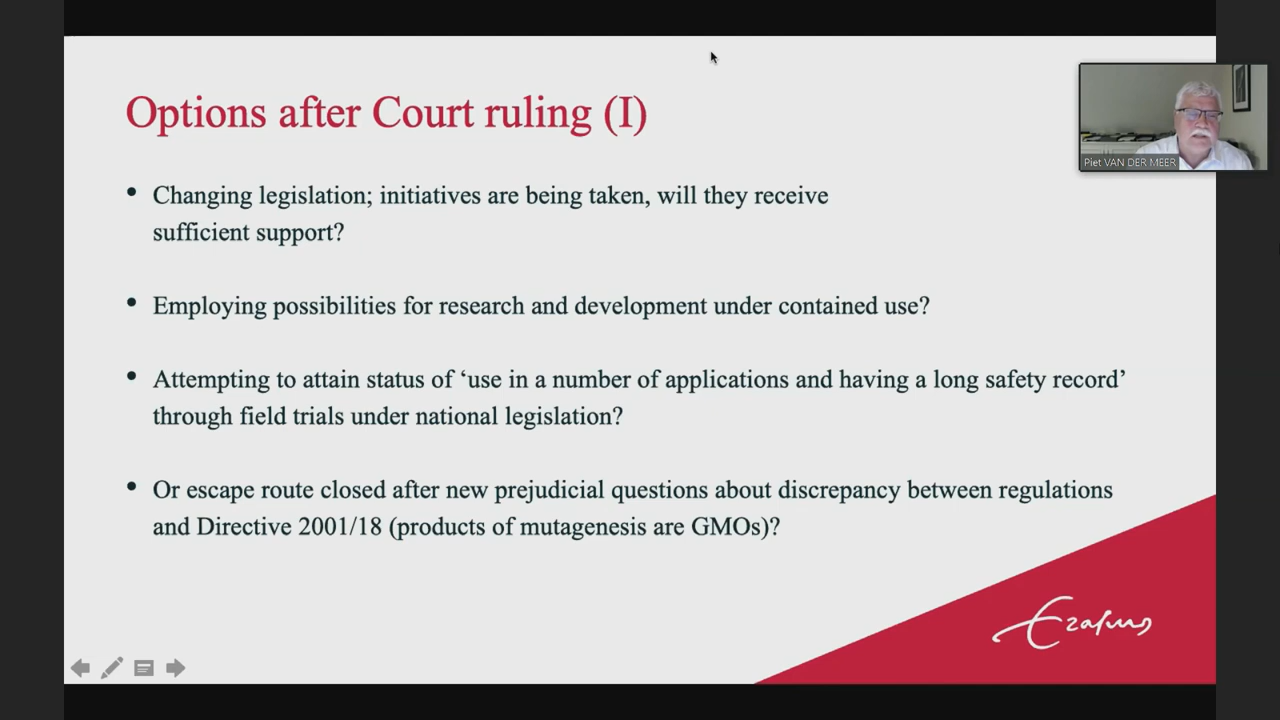 Options after Court ruling (I)
Piet VAN DER MEER
• Changing legislation; initiatives are being taken, will they receive
sufficient support?
• Employing possibilities for research and development under contained use?
• Attempting to attain status of ‘use in a number of applications and having a long safety record’
through field trials under national legislation?
• Or escape route closed after new prejudicial questions about discrepancy between regulations
and Directive 2001/18 (products of mutagenesis are GMOs)?
Erasmus